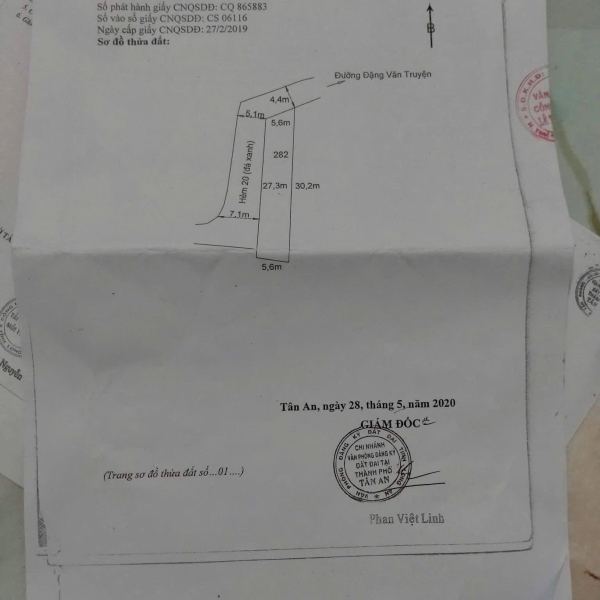 Số phát hành giấy CNQSDĐ: CQ 865883
Số vào sổ giấy CNQSDĐ: CS 06116
Ngày cấp giấy CNQSDĐ: 27/2/2019
Sơ đồ thửa đất:
B
Đường Đặng Văn Truyện
4,4m
5,1m
5,6m
282
Hẻm 20 (đá xanh)
27,3m
30,2m
7,1m
5,6m
Tân An, ngày 28, tháng 5, năm 2020
GIÁM ĐỐC
CHI NHÁNH
VĂN PHÒNG ĐĂNG KÝ
ĐẤT ĐAI TẠI
THÀNH PHỐ
TÂN AN
(Trang sơ đồ thửa đất số...01....)
Phan Việt Linh
Nguyễn